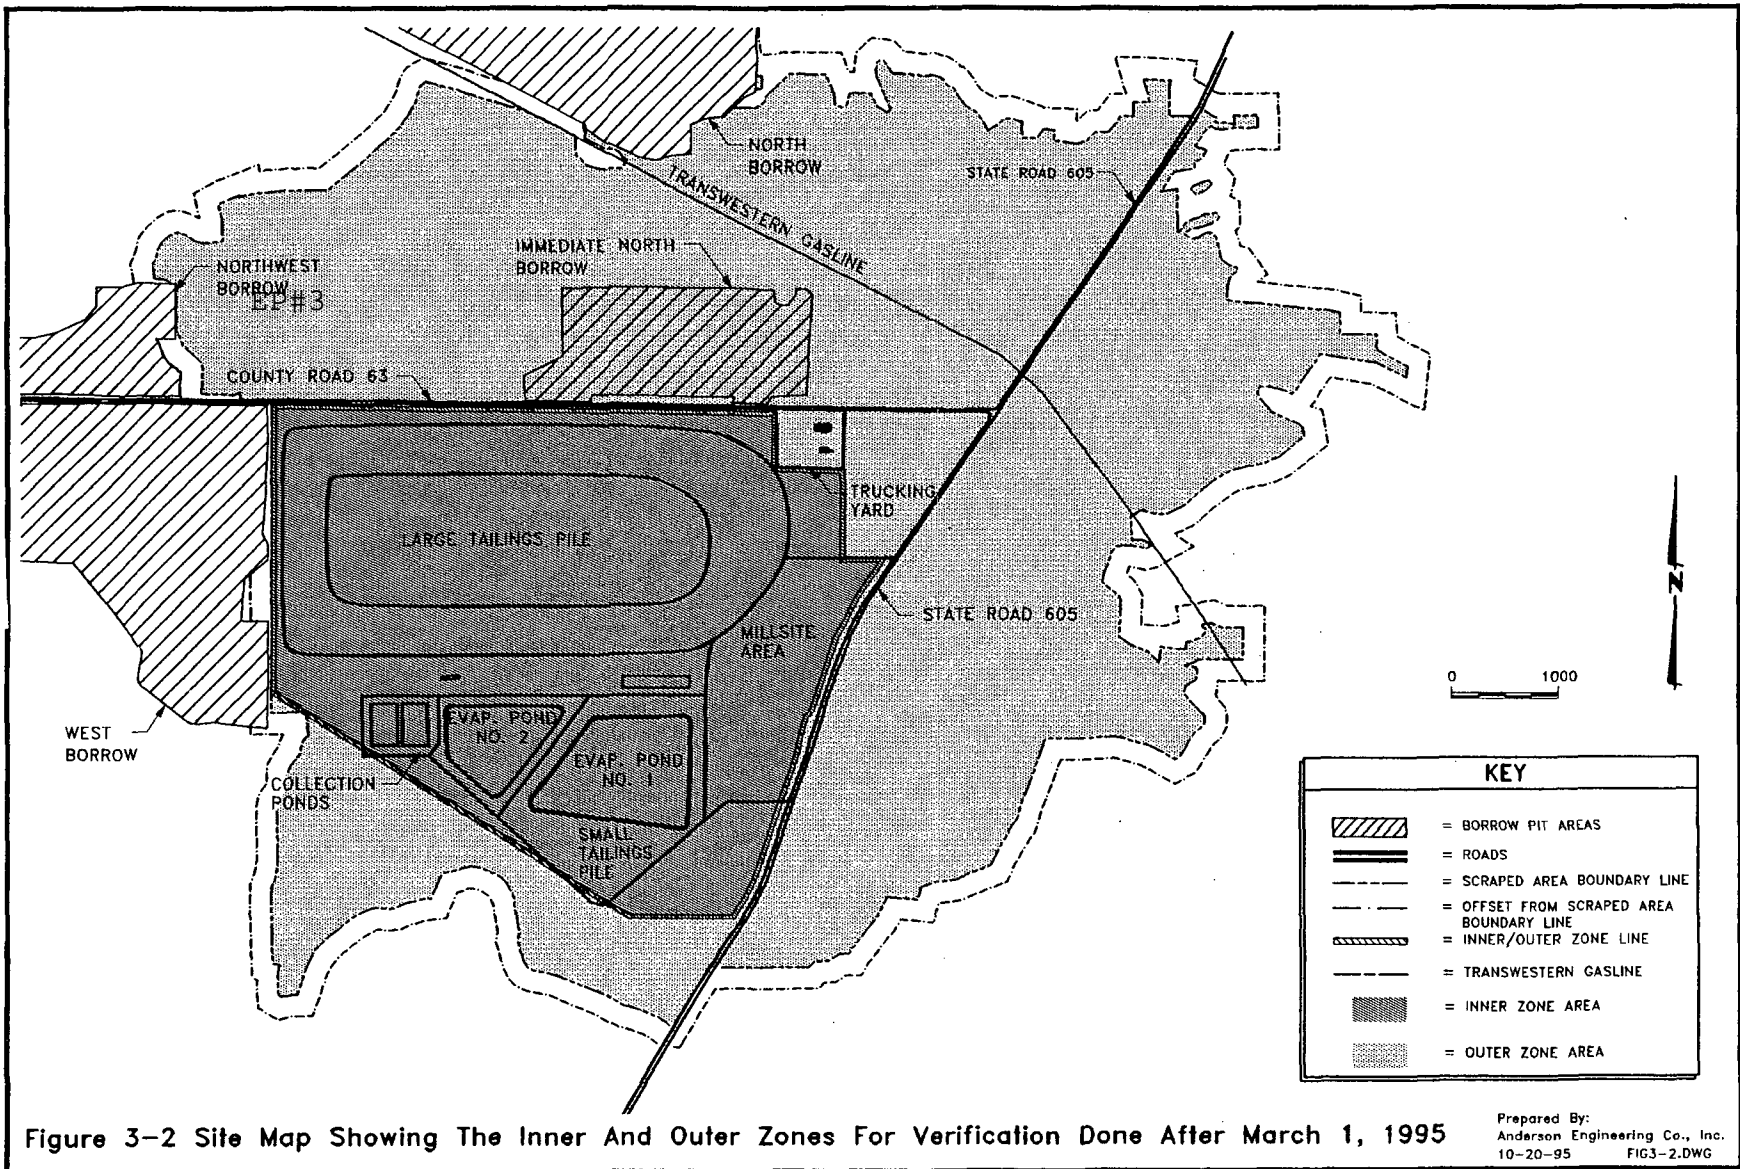 NORTH
BORROW
STATE ROAD 605
TRANSWESTERN GASLINE
IMMEDIATE NORTH
BORROW
NORTHWEST
BORROW
EP#3
COUNTY ROAD 63
TRUCKING
YARD
LARGE TAILINGS PILE
STATE ROAD 605
MILLSITE
AREA
WEST
BORROW
EVAP. POND
NO. 2
EVAP. POND
NO. 1
COLLECTION
PONDS
SMALL
TAILINGS
PILE
N
0 1000
KEY
= BORROW PIT AREAS
= ROADS
= SCRAPED AREA BOUNDARY LINE
= OFFSET FROM SCRAPED AREA
BOUNDARY LINE
= INNER/OUTER ZONE LINE
= TRANSWESTERN GASLINE
= INNER ZONE AREA
= OUTER ZONE AREA
Figure 3-2 Site Map Showing The Inner And Outer Zones For Verification Done After March 1, 1995
Prepared By:
Anderson Engineering Co., Inc.
10-20-95 FIG3-2.DWG